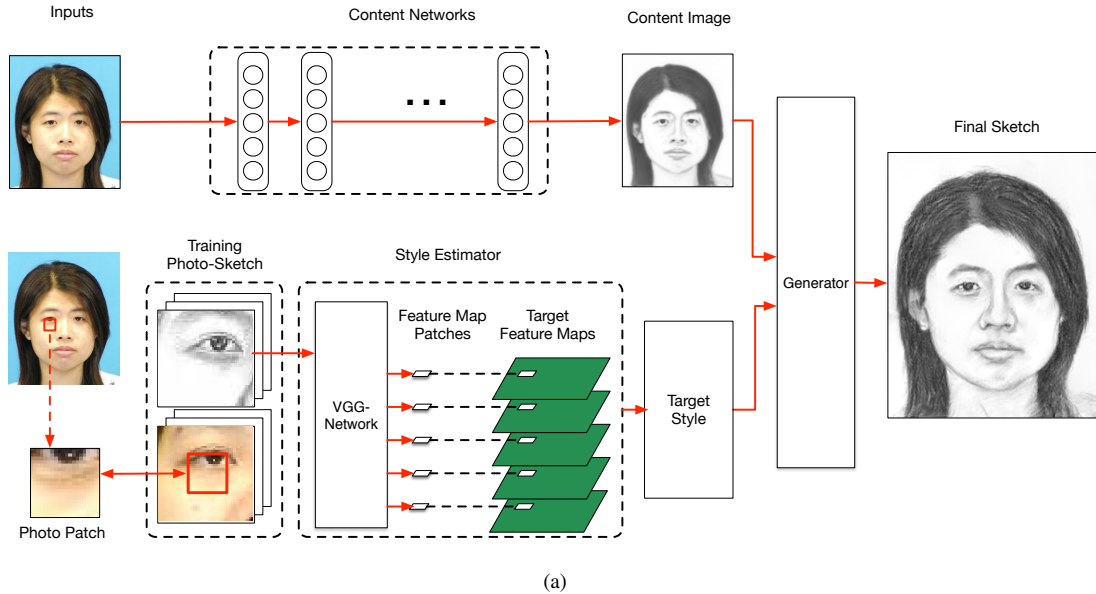 Inputs
Content Networks
Content Image
Final Sketch
Training
Photo-Sketch
Style Estimator
Feature Map
Patches
Target
Feature Maps
VGG-
Network
Target
Style
Generator
Photo Patch
(a)